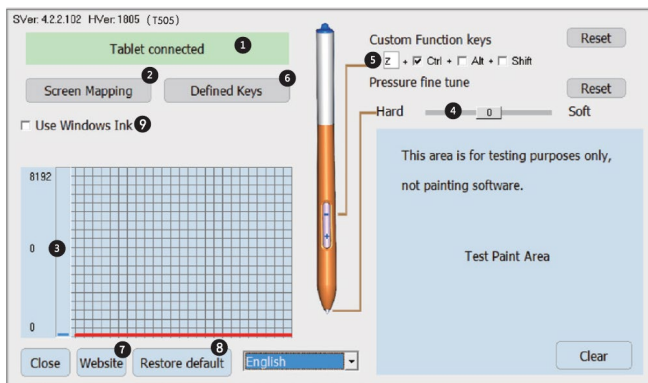 SVer: 4.2.2.102 HVer: 1805 (T505)
Tablet connected 1
Custom Function keys Reset
5 z + Ctrl + Alt + Shift
2 6
Screen Mapping Defined Keys
Pressure fine tune Reset
Hard 4 0 Soft
Use Windows Ink 9
This area is for testing purposes only,
not painting software.
8192
0 3
0
Test Paint Area
7 8
Close Website Restore default English Clear